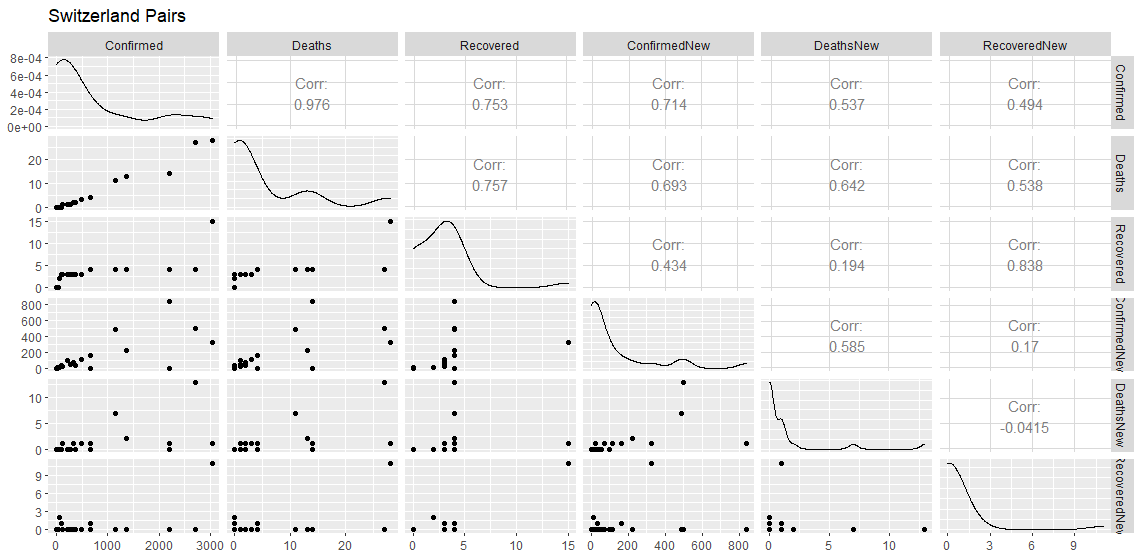 Switzerland Pairs
Confirmed Deaths Recovered ConfirmedNew DeathsNew RecoveredNew
8e-04
6e-04
4e-04
2e-04
0e+00
Corr:
0.976
Corr:
0.753
Corr:
0.714
Corr:
0.537
Corr:
0.494
Confirmed
20
10
0
Corr:
0.757
Corr:
0.693
Corr:
0.642
Corr:
0.538
Deaths
15
10
5
0
Corr:
0.434
Corr:
0.194
Corr:
0.838
Recovered
800
600
400
200
0
Corr:
0.585
Corr:
0.17
ConfirmedNew
10
5
0
Corr:
-0.0415
DeathsNew
9
6
3
0
RecoveredNew
0 1000 2000 3000 0 10 20 0 5 10 15 0 200 400 600 800 0 5 10 0 3 6 9